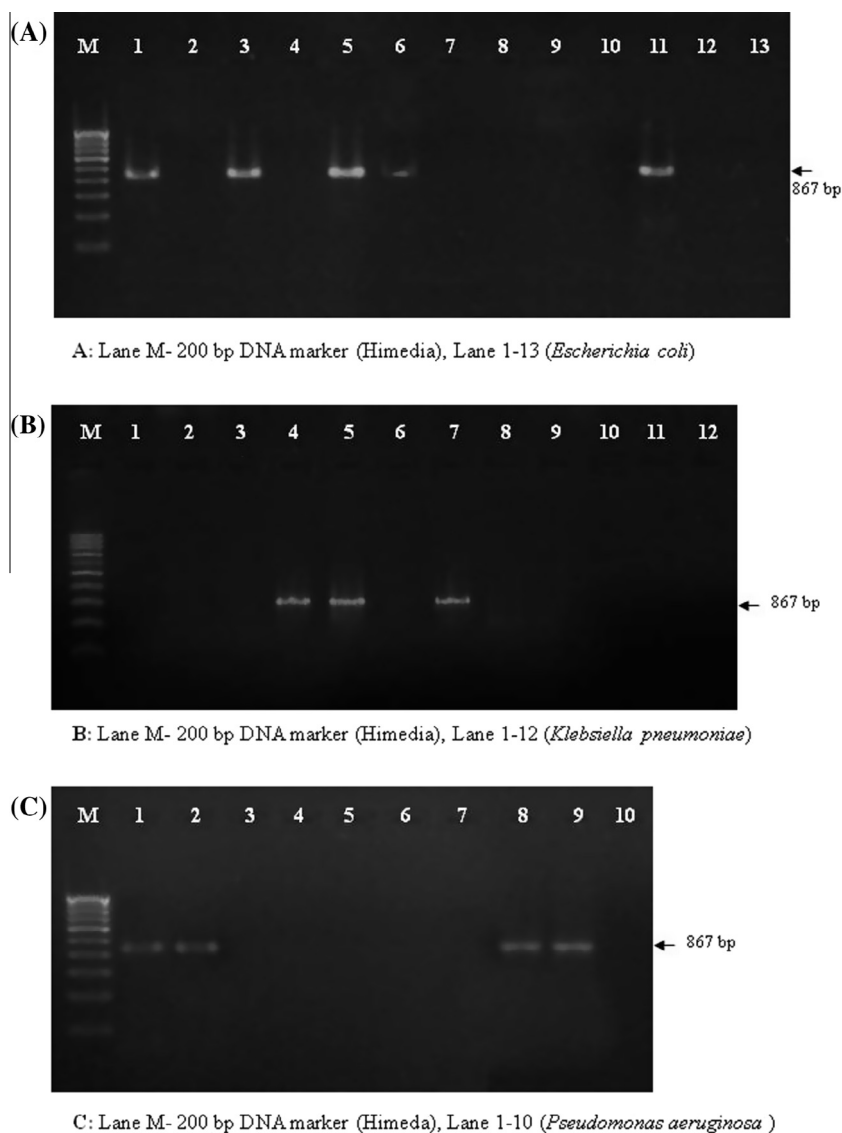 (A)
M 1 2 3 4 5 6 7 8 9 10 11 12 13
867 bp
A: Lane M- 200 bp DNA marker (Himedia), Lane 1-13 (Escherichia coli)
(B)
M 1 2 3 4 5 6 7 8 9 10 11 12
867 bp
B: Lane M- 200 bp DNA marker (Himedia), Lane 1-12 (Klebsiella pneumoniae)
(C)
M 1 2 3 4 5 6 7 8 9 10
867 bp
C: Lane M- 200 bp DNA marker (Himeda), Lane 1-10 (Pseudomonas aeruginosa )